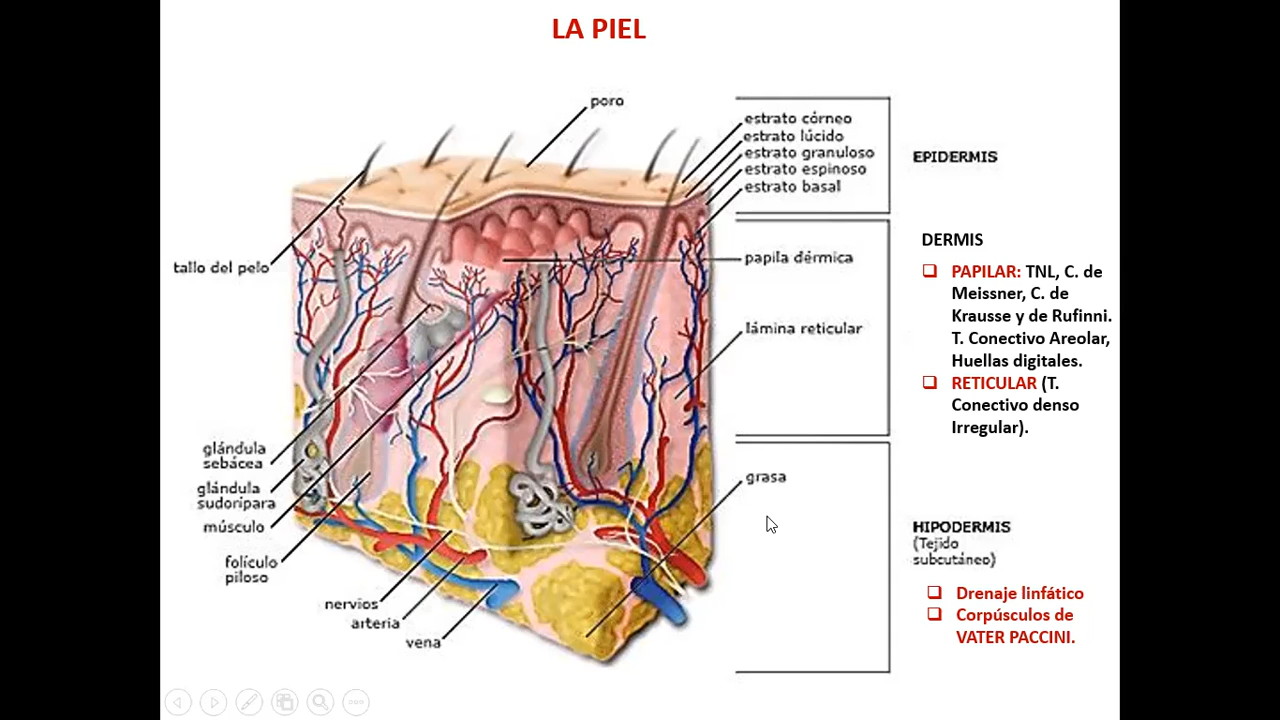 LA PIEL
poro
estrato córneo
estrato lúcido
estrato granuloso
estrato espinoso
estrato basal
EPIDERMIS
tallo del pelo
papila dérmica
lámina reticular
DERMIS
PAPILAR: TNL, C. de
Meissner, C. de
Krausse y de Rufinni.
T. Conectivo Areolar,
Huellas digitales.
RETICULAR (T.
Conectivo denso
Irregular).
glándula
sebácea
glándula
sudorípara
músculo
folículo
piloso
nervios
arteria
vena
grasa
HIPODERMIS
(Tejido
subcutáneo)
Drenaje linfático
Corpúsculos de
VATER PACCINI.